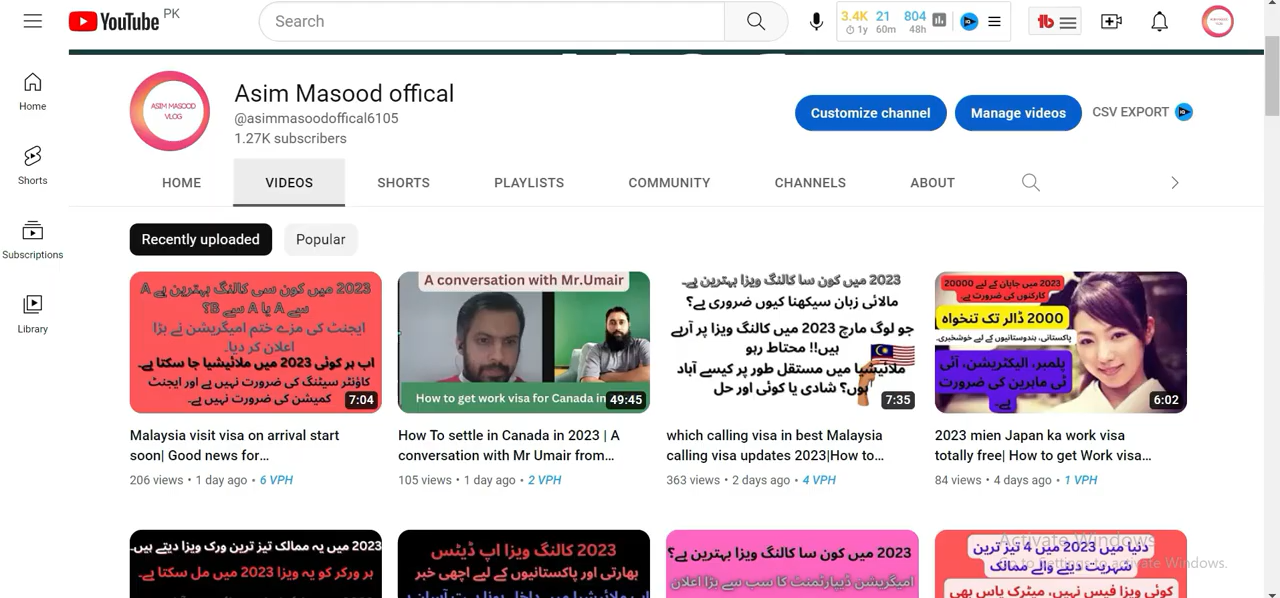 YouTube PK
Search
3.4K 21 804
1y 60m 48h
Asim Masood offical
@asimmasoodoffical6105
1.27K subscribers
ASIM MASOOD
VLOG
Customize channel
Manage videos
CSV EXPORT
Home
Shorts
Subscriptions
Library
HOME
VIDEOS
SHORTS
PLAYLISTS
COMMUNITY
CHANNELS
ABOUT
Recently uploaded
Popular
2023 میں کون سی کالنگ بہترین ہے A
سے A یا A سے B؟
ایجنٹ کی مزے ختم امیگریشن نے بڑا
اعلان کر دیا۔
اب ہر کوئی 2023 میں ملائیشیا جا سکتا ہے۔
کاؤنٹر سیٹنگ کی ضرورت نہیں ہے اور ایجنٹ
کمیشن کی ضرورت نہیں ہے۔
7:04
Malaysia visit visa on arrival start
soon| Good news for...
206 views • 1 day ago • 6 VPH
A conversation with Mr.Umair
How to get work visa for Canada in
49:45
How To settle in Canada in 2023 | A
conversation with Mr Umair from...
105 views • 1 day ago • 2 VPH
2023 میں کون سا کالنگ ویزا بہترین ہے۔
مالائی زبان سیکھنا کیوں ضروری ہے؟
جو لوگ مارچ 2023 میں کالنگ ویزا پر آرہے
ہیں!! محتاط رہو
ملائیشیا میں مستقل طور پر کیسے آباد
ہوں؟ شادی یا کوئی اور حل
7:35
which calling visa in best Malaysia
calling visa updates 2023|How to...
363 views • 2 days ago • 4 VPH
2023 میں جاپان کے لیے 20000
کارکنوں کی ضرورت ہے۔
2000 ڈالر تک تنخواہ
پاکستانی، ہندوستانیوں کے لیے خوشخبری۔
پلمبر، الیکٹریشن، آئی
ٹی ماہرین کی ضرورت
ہے۔
6:02
2023 mien Japan ka work visa
totally free| How to get Work visa...
84 views • 4 days ago • 1 VPH
2023 میں یہ ممالک تیز ترین ورک ویزا دیتے ہیں۔
ہر ورکر کو یہ ویزا 2023 میں مل سکتا ہے۔
2023 کالنگ ویزا اپ ڈیٹس
بھارتی اور پاکستانیوں کے لیے اچھی خبر
2023 میں کون سا کالنگ ویزا بہترین ہے؟
امیگریشن ڈیپارٹمنٹ کا سب سے بڑا اعلان
دنیا میں 2023 میں 4 تیز ترین
شہریت دینے والے ممالک
کوئی ویزا فیس نہیں، میٹرک پاس بھی
Activate Windows
Go to Settings to activate Windows.